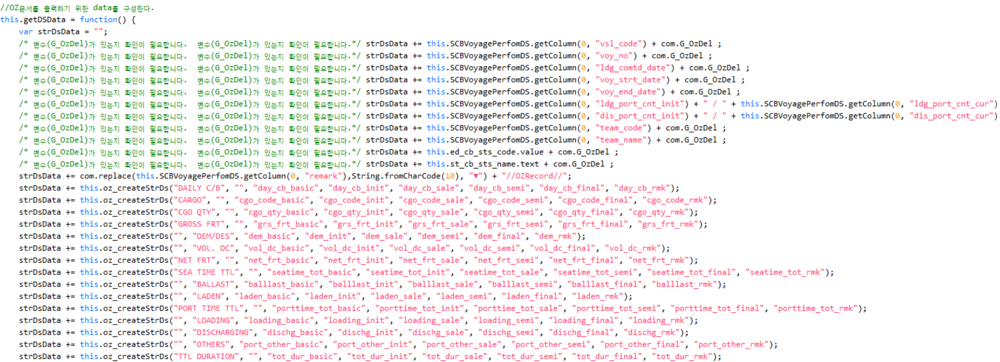 //OZ문서를 출력하기 위한 data를 구성한다.
this.getDSData = function() {
    var strDsData = "";
    /* 변수(G_OzDel)가 있는지 확인이 필요합니다.  변수(G_OzDel)가 있는지 확인이 필요합니다.*/ strDsData += this.SCBVoyagePerfomDS.getColumn(0, "vsl_code") + com.G_OzDel ;
    /* 변수(G_OzDel)가 있는지 확인이 필요합니다.  변수(G_OzDel)가 있는지 확인이 필요합니다.*/ strDsData += this.SCBVoyagePerfomDS.getColumn(0, "voy_no") + com.G_OzDel ;
    /* 변수(G_OzDel)가 있는지 확인이 필요합니다.  변수(G_OzDel)가 있는지 확인이 필요합니다.*/ strDsData += this.SCBVoyagePerfomDS.getColumn(0, "ldg_comtd_date") + com.G_OzDel ;
    /* 변수(G_OzDel)가 있는지 확인이 필요합니다.  변수(G_OzDel)가 있는지 확인이 필요합니다.*/ strDsData += this.SCBVoyagePerfomDS.getColumn(0, "voy_strt_date") + com.G_OzDel ;
    /* 변수(G_OzDel)가 있는지 확인이 필요합니다.  변수(G_OzDel)가 있는지 확인이 필요합니다.*/ strDsData += this.SCBVoyagePerfomDS.getColumn(0, "voy_end_date") + com.G_OzDel ;
    /* 변수(G_OzDel)가 있는지 확인이 필요합니다.  변수(G_OzDel)가 있는지 확인이 필요합니다.*/ strDsData += this.SCBVoyagePerfomDS.getColumn(0, "ldg_port_cnt_init") + " / " + this.SCBVoyagePerfomDS.getColumn(0, "ldg_port_cnt_cur")
    /* 변수(G_OzDel)가 있는지 확인이 필요합니다.  변수(G_OzDel)가 있는지 확인이 필요합니다.*/ strDsData += this.SCBVoyagePerfomDS.getColumn(0, "dis_port_cnt_init") + " / " + this.SCBVoyagePerfomDS.getColumn(0, "dis_port_cnt_cur")
    /* 변수(G_OzDel)가 있는지 확인이 필요합니다.  변수(G_OzDel)가 있는지 확인이 필요합니다.*/ strDsData += this.SCBVoyagePerfomDS.getColumn(0, "team_code") + com.G_OzDel ;
    /* 변수(G_OzDel)가 있는지 확인이 필요합니다.  변수(G_OzDel)가 있는지 확인이 필요합니다.*/ strDsData += this.SCBVoyagePerfomDS.getColumn(0, "team_name") + com.G_OzDel ;
    /* 변수(G_OzDel)가 있는지 확인이 필요합니다.  변수(G_OzDel)가 있는지 확인이 필요합니다.*/ strDsData += this.ed_cb_sts_code.value + com.G_OzDel ;
    /* 변수(G_OzDel)가 있는지 확인이 필요합니다.  변수(G_OzDel)가 있는지 확인이 필요합니다.*/ strDsData += this.st_cb_sts_name.text + com.G_OzDel ;
    strDsData += com.replace(this.SCBVoyagePerfomDS.getColumn(0, "remark"),String.fromCharCode(10), "▼") + "//OZRecord//";
    strDsData += this.oz_createStrDs("DAILY C/B", "", "day_cb_basic", "day_cb_init", "day_cb_sale", "day_cb_semi", "day_cb_final", "day_cb_rmk");
    strDsData += this.oz_createStrDs("CARGO", "", "cgo_code_basic", "cgo_code_init", "cgo_code_sale", "cgo_code_semi", "cgo_code_final", "cgo_code_rmk");
    strDsData += this.oz_createStrDs("CGO QTY", "", "cgo_qty_basic", "cgo_qty_init", "cgo_qty_sale", "cgo_qty_semi", "cgo_qty_final", "cgo_qty_rmk");
    strDsData += this.oz_createStrDs("GROSS FRT", "", "grs_frt_basic", "grs_frt_init", "grs_frt_sale", "grs_frt_semi", "grs_frt_final", "grs_frt_rmk");
    strDsData += this.oz_createStrDs("", "DEM/DES", "dem_basic", "dem_init", "dem_sale", "dem_semi", "dem_final", "dem_rmk");
    strDsData += this.oz_createStrDs("", "VOL. DC", "vol_dc_basic", "vol_dc_init", "vol_dc_sale", "vol_dc_semi", "vol_dc_final", "vol_dc_rmk");
    strDsData += this.oz_createStrDs("NET FRT", "", "net_frt_basic", "net_frt_init", "net_frt_sale", "net_frt_semi", "net_frt_final", "net_frt_rmk");
    strDsData += this.oz_createStrDs("SEA TIME TTL", "", "seatime_tot_basic", "seatime_tot_init", "seatime_tot_sale", "seatime_tot_semi", "seatime_tot_final", "seatime_tot_rmk");
    strDsData += this.oz_createStrDs("", "BALLAST", "balllast_basic", "balllast_init", "balllast_sale", "balllast_semi", "balllast_final", "balllast_rmk");
    strDsData += this.oz_createStrDs("", "LADEN", "laden_basic", "laden_init", "laden_sale", "laden_semi", "laden_final", "laden_rmk");
    strDsData += this.oz_createStrDs("PORT TIME TTL", "", "porttime_tot_basic", "porttime_tot_init", "porttime_tot_sale", "porttime_tot_semi", "porttime_tot_final", "porttime_tot_rmk");
    strDsData += this.oz_createStrDs("", "LOADING", "loading_basic", "loading_init", "loading_sale", "loading_semi", "loading_final", "loading_rmk");
    strDsData += this.oz_createStrDs("", "DISCHARGING", "dischg_basic", "dischg_init", "dischg_sale", "dischg_semi", "dischg_final", "dischg_rmk");
    strDsData += this.oz_createStrDs("", "OTHERS", "port_other_basic", "port_other_init", "port_other_sale", "port_other_semi", "port_other_final", "port_other_rmk");
    strDsData += this.oz_createStrDs("TTL DURATION", "", "tot_dur_basic", "tot_dur_init", "tot_dur_sale", "tot_dur_semi", "tot_dur_final", "tot_dur_rmk");